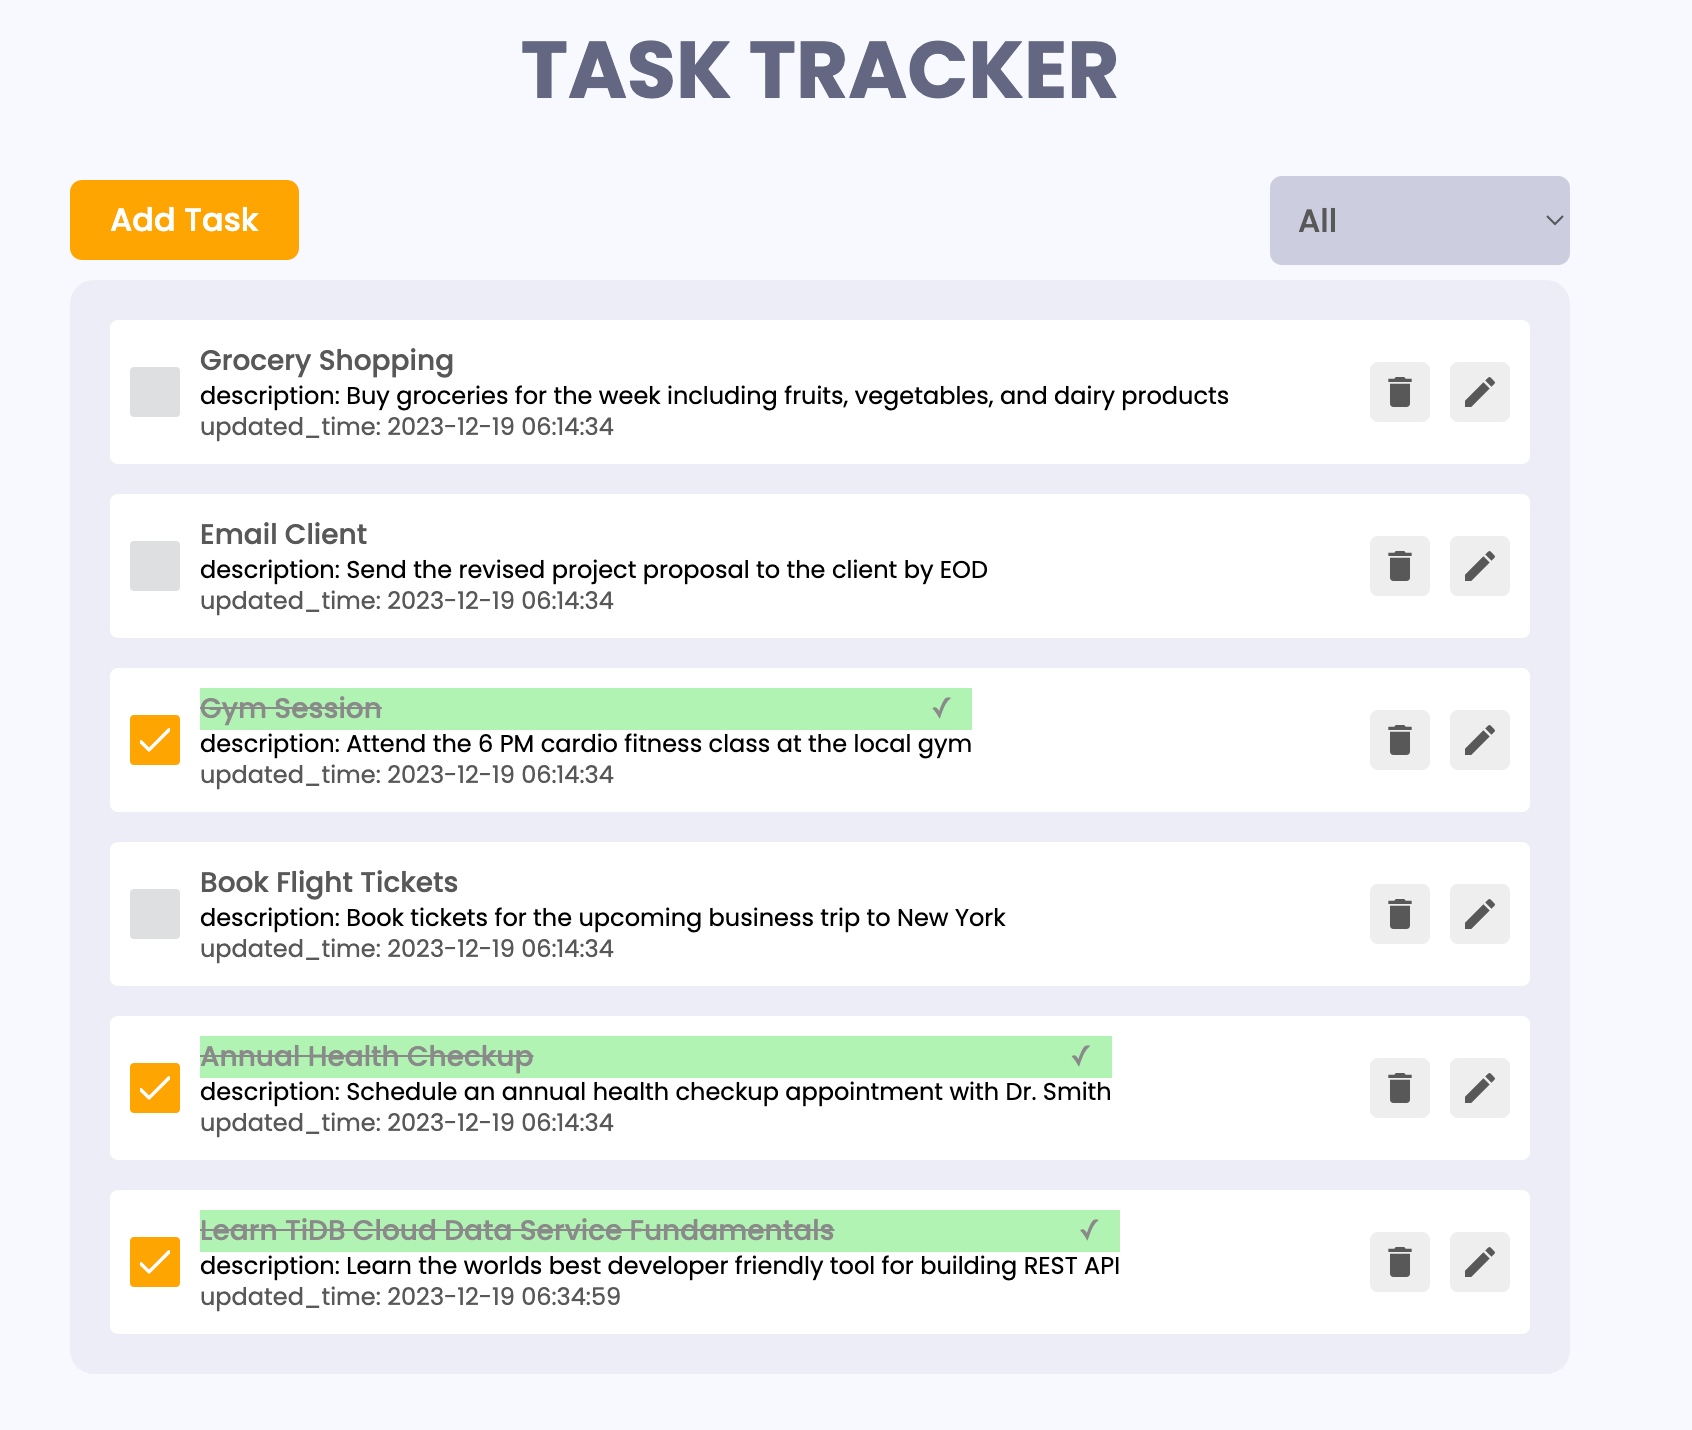 TASK TRACKER
Add Task
All
Grocery Shopping
description: Buy groceries for the week including fruits, vegetables, and dairy products
updated_time: 2023-12-19 06:14:34
Email Client
description: Send the revised project proposal to the client by EOD
updated_time: 2023-12-19 06:14:34
Gym Session ✓
description: Attend the 6 PM cardio fitness class at the local gym
updated_time: 2023-12-19 06:14:34
Book Flight Tickets
description: Book tickets for the upcoming business trip to New York
updated_time: 2023-12-19 06:14:34
Annual Health Checkup ✓
description: Schedule an annual health checkup appointment with Dr. Smith
updated_time: 2023-12-19 06:14:34
Learn TiDB Cloud Data Service Fundamentals ✓
description: Learn the worlds best developer friendly tool for building REST API
updated_time: 2023-12-19 06:34:59